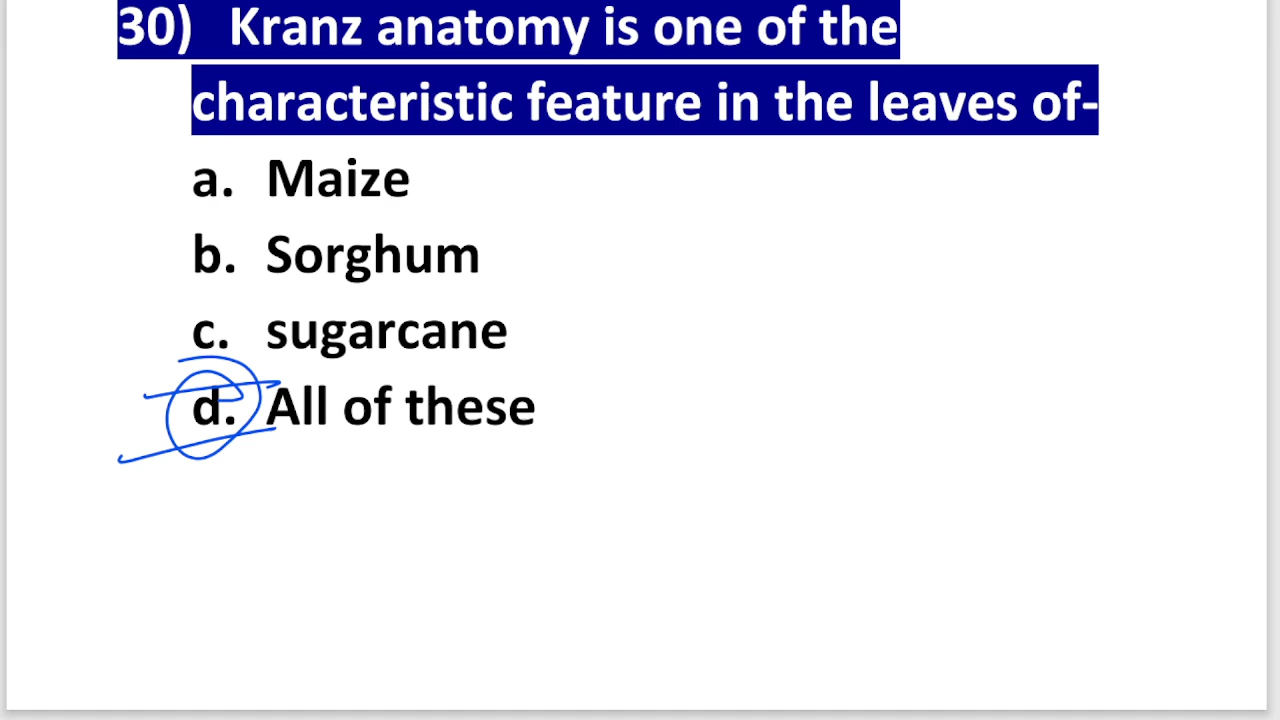 30) Kranz anatomy is one of the
characteristic feature in the leaves of-
a. Maize
b. Sorghum
c. sugarcane
d. All of these